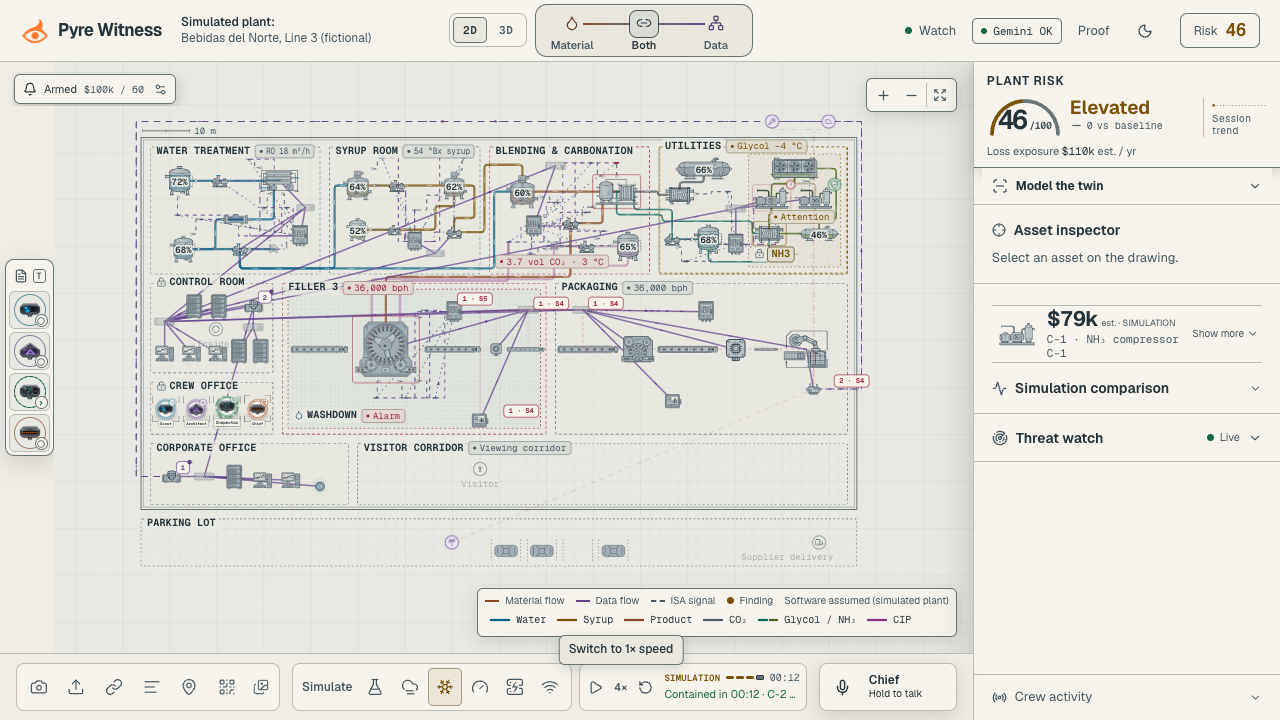 Pyre Witness
Simulated plant:
Bebidas del Norte, Line 3 (fictional)
2D
3D
Material
Both
Data
Watch
Gemini OK
Proof
Risk 46
Armed $100k / 60
10 m
WATER TREATMENT
RO 18 m³/h
SYRUP ROOM
54 °Bx syrup
BLENDING & CARBONATION
UTILITIES
Glycol −4 °C
72%
68%
64%
62%
52%
60%
65%
66%
68%
46%
Attention
NH3
3.7 vol CO₂ · 3 °C
CONTROL ROOM
2
FILLER 3
36,000 bph
PACKAGING
36,000 bph
1 · S5
1 · S4
1 · S4
1 · S4
2 · S4
CREW OFFICE
Scout
Architect
Inspector
Chief
WASHDOWN
Alarm
CORPORATE OFFICE
1
VISITOR CORRIDOR
Viewing corridor
Visitor
PARKING LOT
Supplier delivery
T
?
Material flow
Data flow
ISA signal
Finding
Software assumed (simulated plant)
Water
Syrup
Product
CO₂
Glycol / NH₃
CIP
Switch to 1× speed
Simulate
4×
SIMULATION
00:12
Contained in 00:12 · C-2 …
Chief
Hold to talk
PLANT RISK
46 /100
Elevated
— 0 vs baseline
Session
trend
Loss exposure $110k est. / yr
Model the twin
Asset inspector
Select an asset on the drawing.
$79k est. · SIMULATION
C-1 · NH₃ compressor
C-1
Show more
Simulation comparison
Threat watch
Live
Crew activity